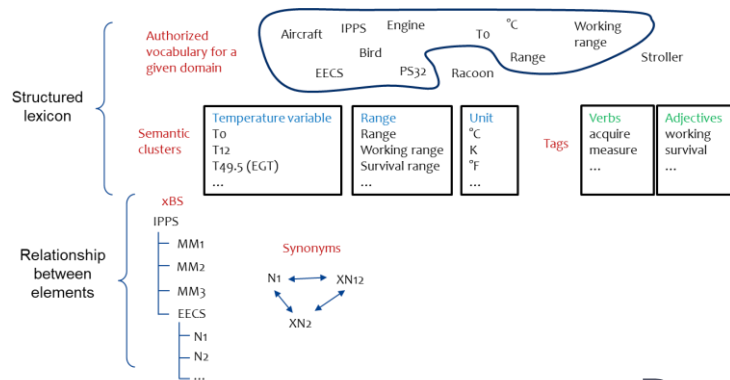 Authorized
vocabulary for a
given domain
Aircraft
IPPS
Engine
T0
°C
Working
range
Bird
Range
Stroller
EECS
PS32
Racoon
Structured
lexicon
Semantic
clusters
Temperature variable
T0
T12
T49.5 (EGT)
...
Range
Range
Working range
Survival range
...
Unit
°C
K
°F
...
Tags
Verbs
acquire
measure
...
Adjectives
working
survival
...
Relationship
between
elements
xBS
IPPS
MM1
MM2
MM3
EECS
N1
N2
...
Synonyms
N1
XN12
XN2